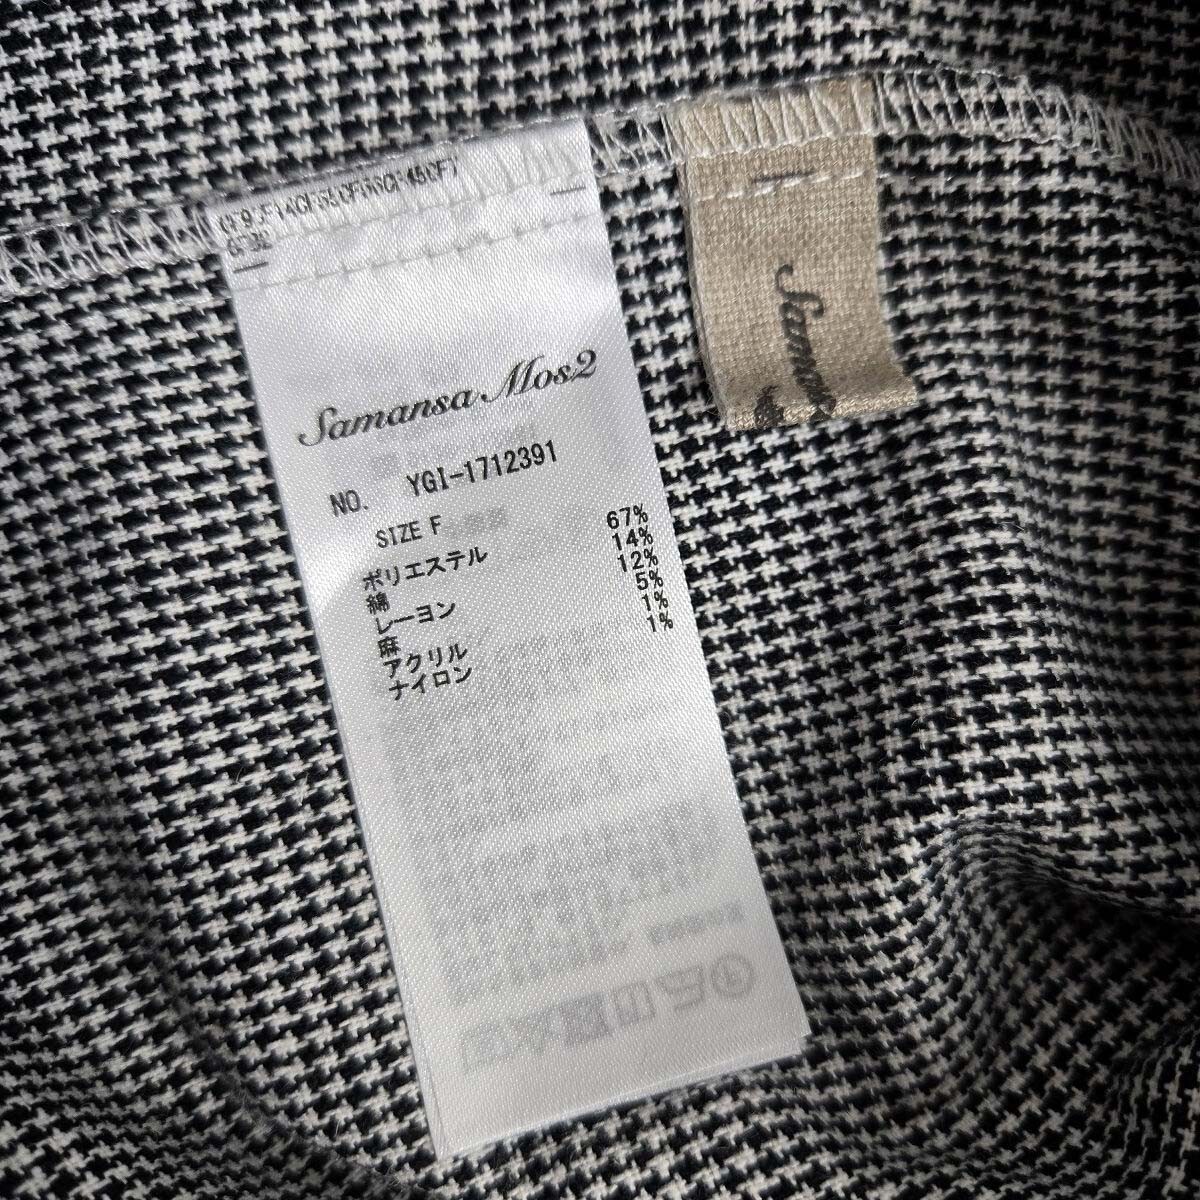 Samansa Mos2
NO. YGI-1712391
SIZE F
ポリエステル 67%
綿 14%
レーヨン 12%
麻 5%
アクリル 1%
ナイロン 1%